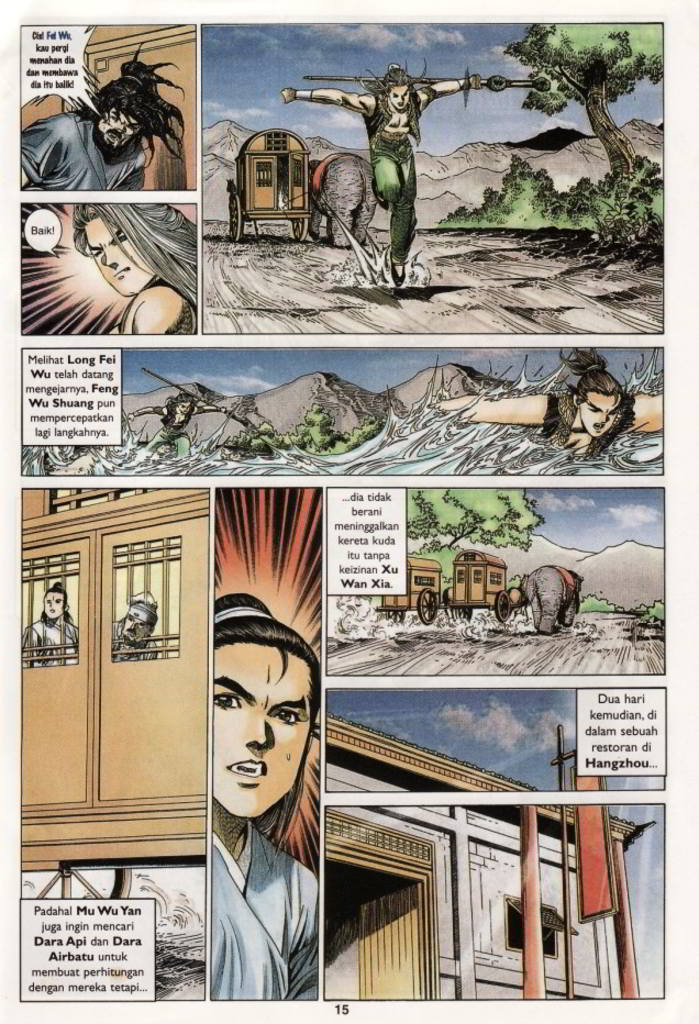 Cis! Fei Wu,
kau pergi
menahan dia
dan membawa
dia itu balik!
Baik!
Melihat Long Fei
Wu telah datang
mengejarnya, Feng
Wu Shuang pun
mempercepatkan
lagi langkahnya.
...dia tidak
berani
meninggalkan
kereta kuda
itu tanpa
keizinan Xu
Wan Xia.
Padahal Mu Wu Yan
juga ingin mencari
Dara Api dan Dara
Airbatu untuk
membuat perhitungan
dengan mereka tetapi...
Dua hari
kemudian, di
dalam sebuah
restoran di
Hangzhou...
15